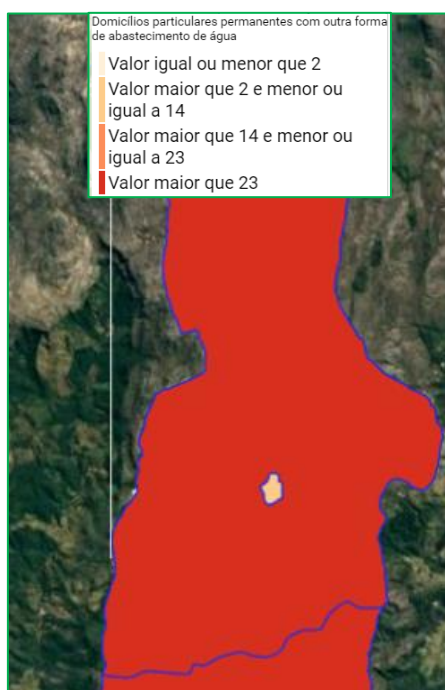 Domicílios particulares permanentes com outra forma
de abastecimento de água
Valor igual ou menor que 2
Valor maior que 2 e menor ou
igual a 14
Valor maior que 14 e menor ou
igual a 23
Valor maior que 23